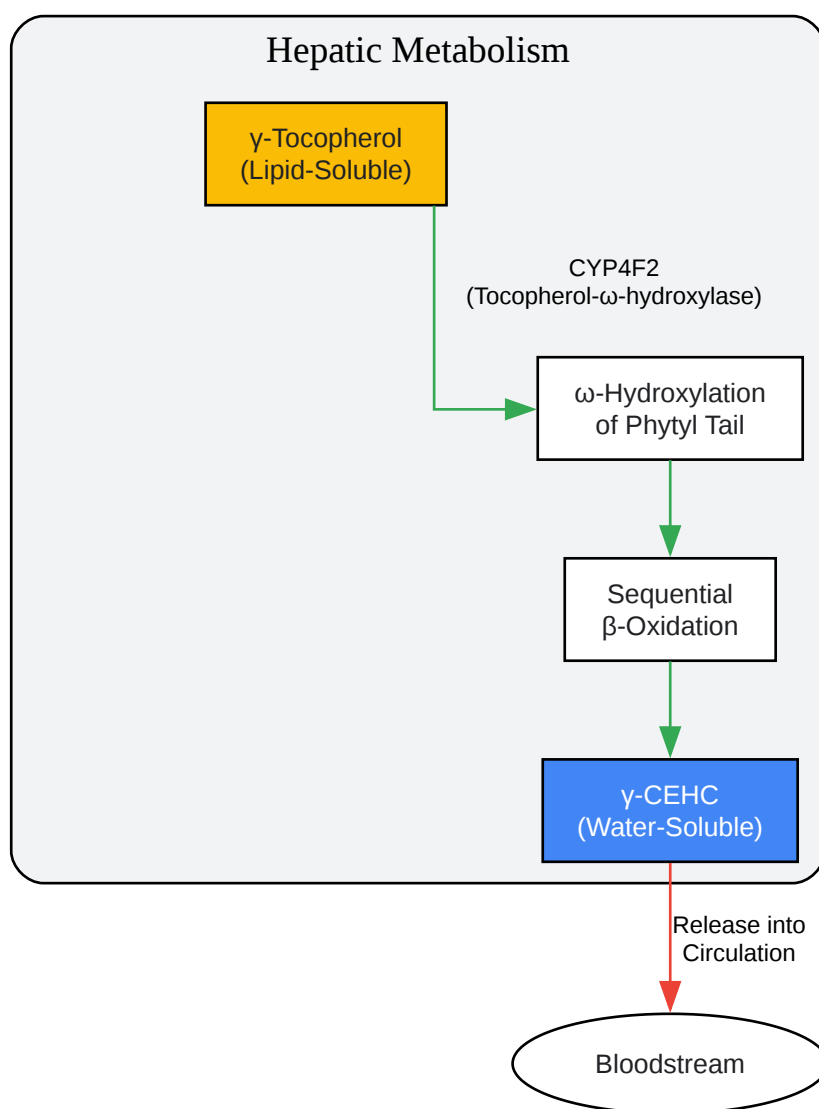 Hepatic Metabolism
γ-Tocopherol
(Lipid-Soluble)
CYP4F2
(Tocopherol-ω-hydroxylase)
ω-Hydroxylation
of Phytyl Tail
Sequential
β-Oxidation
γ-CEHC
(Water-Soluble)
Release into
Circulation
Bloodstream